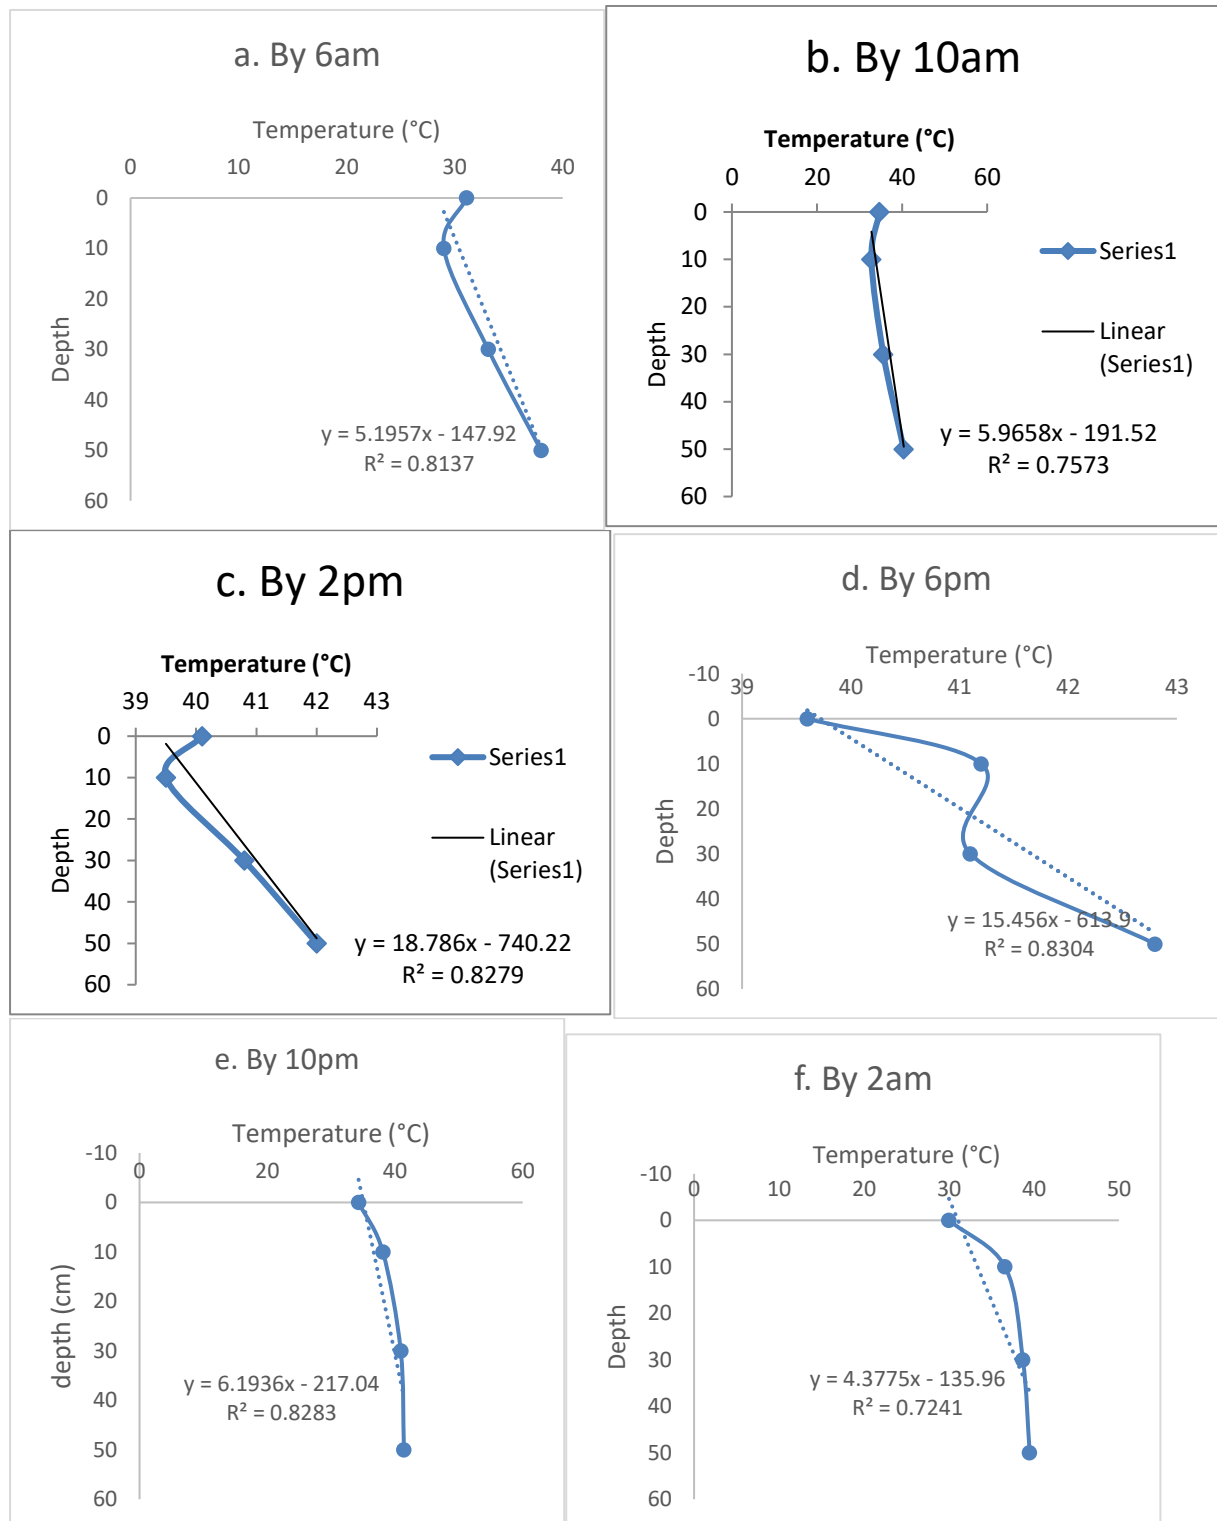 a. By 6am
Temperature (°C)
0 10 20 30 40
0
10
20
30
40
50
60
Depth
y = 5.1957x - 147.92
R² = 0.8137
b. By 10am
Temperature (°C)
0 20 40 60
0
10
20
30
40
50
60
Depth
Series1
Linear
(Series1)
y = 5.9658x - 191.52
R² = 0.7573
c. By 2pm
Temperature (°C)
39 40 41 42 43
0
10
20
30
40
50
60
Depth
Series1
Linear
(Series1)
y = 18.786x - 740.22
R² = 0.8279
d. By 6pm
Temperature (°C)
39 40 41 42 43
-10
0
10
20
30
40
50
60
Depth
y = 15.456x - 613.9
R² = 0.8304
e. By 10pm
Temperature (°C)
0 20 40 60
-10
0
10
20
30
40
50
60
depth (cm)
y = 6.1936x - 217.04
R² = 0.8283
f. By 2am
Temperature (°C)
0 10 20 30 40 50
-10
0
10
20
30
40
50
60
Depth
y = 4.3775x - 135.96
R² = 0.7241